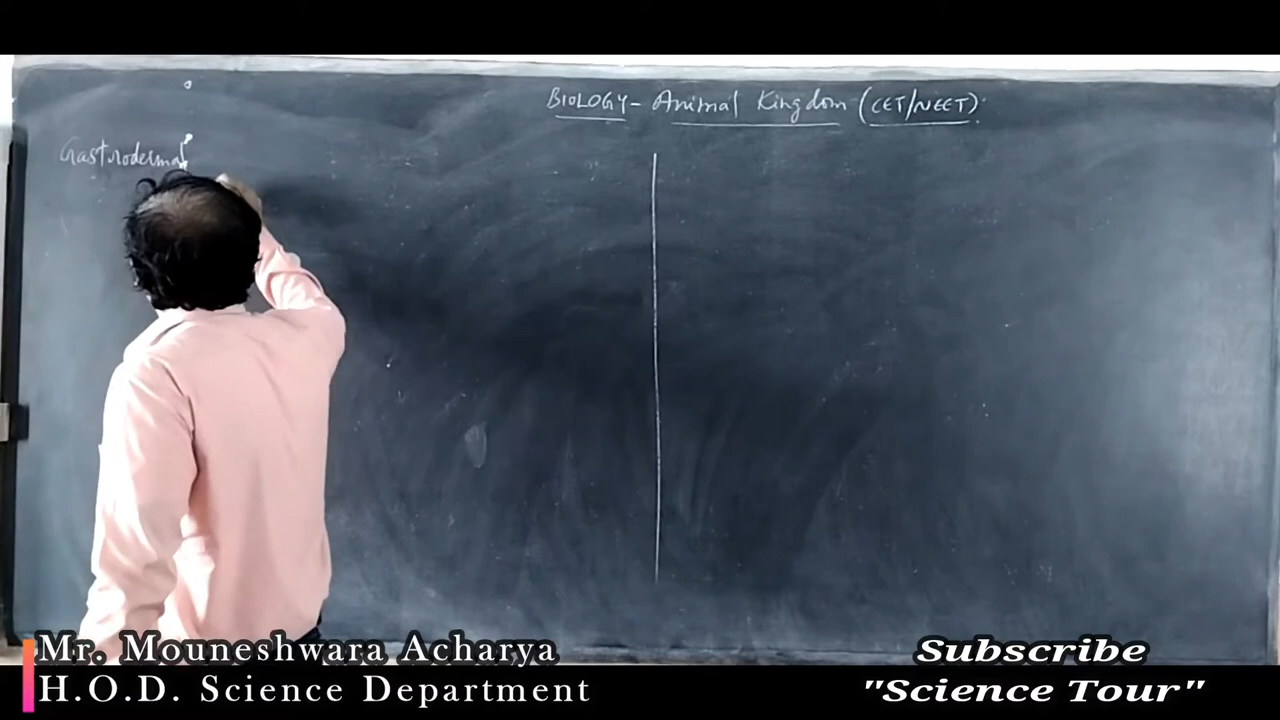 BIOLOGY- Animal Kingdom (CET/NEET).
Gastrodermal
Mr. Mouneshwara Acharya
H.O.D. Science Department
Subscribe
"Science Tour"